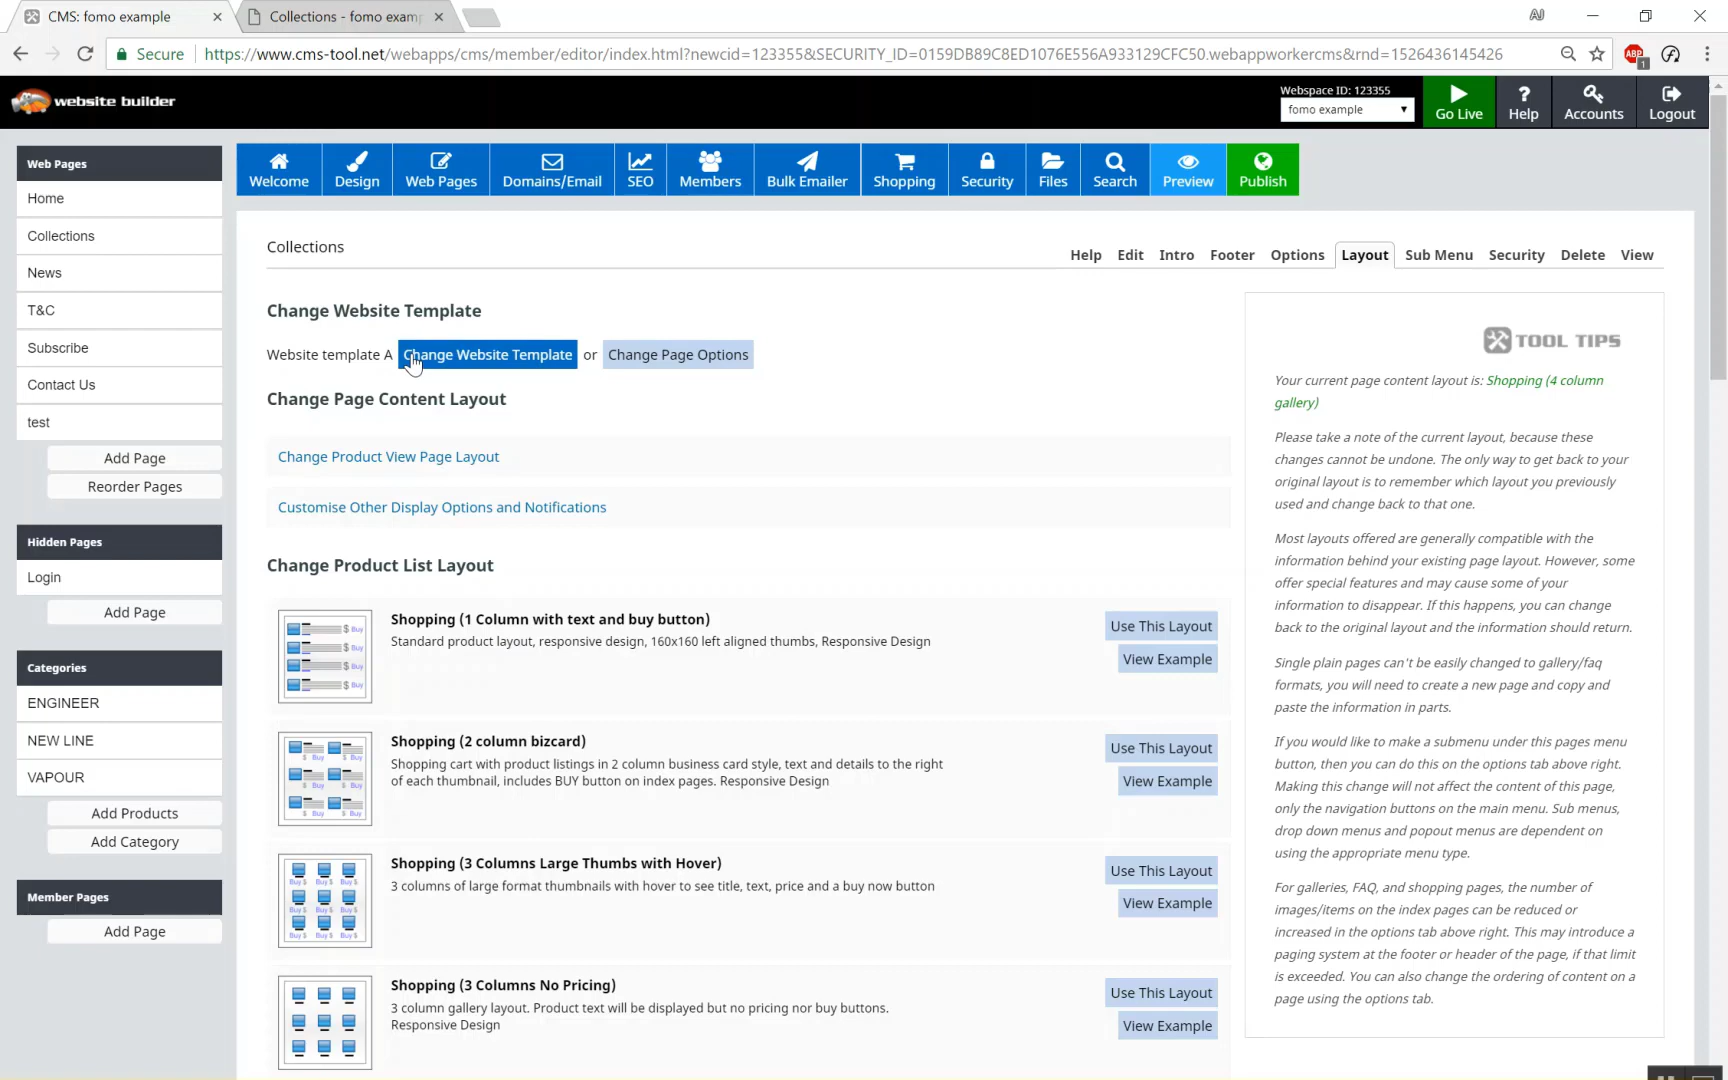 CMS: fomo example
Collections - fomo examp
AJ
Secure
https://www.cms-tool.net/webapps/cms/member/editor/index.html?newcid=123355&SECURITY_ID=0159DB89C8ED1076E556A933129CFC50.webappworkercms&rnd=1526436145426
ABP
1
website builder
Webspace ID: 123355
fomo example
Go Live
Help
Accounts
Logout
Welcome
Design
Web Pages
Domains/Email
SEO
Members
Bulk Emailer
Shopping
Security
Files
Search
Preview
Publish
Web Pages
Home
Collections
News
T&C
Subscribe
Contact Us
test
Add Page
Reorder Pages
Hidden Pages
Login
Add Page
Categories
ENGINEER
NEW LINE
VAPOUR
Add Products
Add Category
Member Pages
Add Page
Collections
Help Edit Intro Footer Options Layout Sub Menu Security Delete View
Change Website Template
Website template A Change Website Template or Change Page Options
Change Page Content Layout
Change Product View Page Layout
Customise Other Display Options and Notifications
Change Product List Layout
Shopping (1 Column with text and buy button)
Standard product layout, responsive design, 160x160 left aligned thumbs, Responsive Design
Use This Layout
View Example
Shopping (2 column bizcard)
Shopping cart with product listings in 2 column business card style, text and details to the right
of each thumbnail, includes BUY button on index pages. Responsive Design
Use This Layout
View Example
Shopping (3 Columns Large Thumbs with Hover)
3 columns of large format thumbnails with hover to see title, text, price and a buy now button
Use This Layout
View Example
Shopping (3 Columns No Pricing)
3 column gallery layout. Product text will be displayed but no pricing nor buy buttons.
Responsive Design
Use This Layout
View Example
TOOL TIPS
Your current page content layout is: Shopping (4 column
gallery)
Please take a note of the current layout, because these
changes cannot be undone. The only way to get back to your
original layout is to remember which layout you previously
used and change back to that one.
Most layouts offered are generally compatible with the
information behind your existing page layout. However, some
offer special features and may cause some of your
information to disappear. If this happens, you can change
back to the original layout and the information should return.
Single plain pages can't be easily changed to gallery/faq
formats, you will need to create a new page and copy and
paste the information in parts.
If you would like to make a submenu under this pages menu
button, then you can do this on the options tab above right.
Making this change will not affect the content of this page,
only the navigation buttons on the main menu. Sub menus,
drop down menus and popout menus are dependent on
using the appropriate menu type.
For galleries, FAQ, and shopping pages, the number of
images/items on the index pages can be reduced or
increased in the options tab above right. This may introduce a
paging system at the footer or header of the page, if that limit
is exceeded. You can also change the ordering of content on a
page using the options tab.